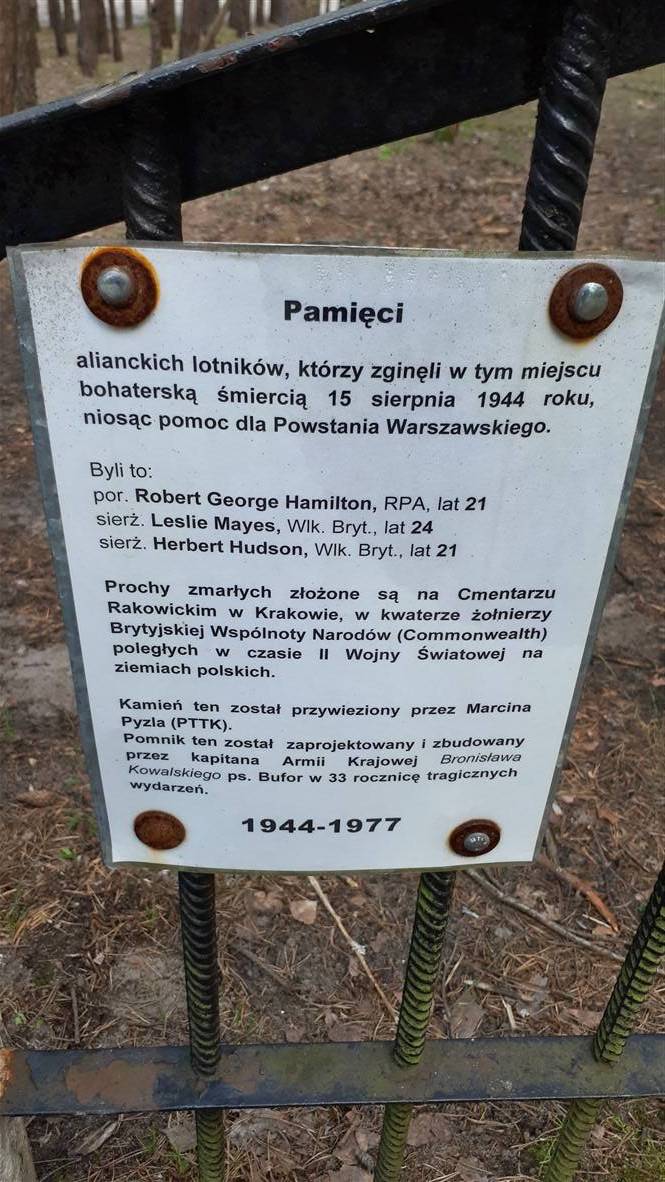 Pamięci
alianckich lotników, którzy zginęli w tym miejscu
bohaterską śmiercią 15 sierpnia 1944 roku,
niosąc pomoc dla Powstania Warszawskiego.
Byli to:
por. Robert George Hamilton, RPA, lat 21
sierż. Leslie Mayes, Wlk. Bryt., lat 24
sierż. Herbert Hudson, Wlk. Bryt., lat 21
Prochy zmarłych złożone są na Cmentarzu
Rakowickim w Krakowie, w kwaterze żołnierzy
Brytyjskiej Wspólnoty Narodów (Commonwealth)
poległych w czasie II Wojny Światowej na
ziemiach polskich.
Kamień ten został przywieziony przez Marcina
Pyzla (PTTK).
Pomnik ten został zaprojektowany i zbudowany
przez kapitana Armii Krajowej Bronisława
Kowalskiego ps. Bufor w 33 rocznicę tragicznych
wydarzeń.
1944-1977